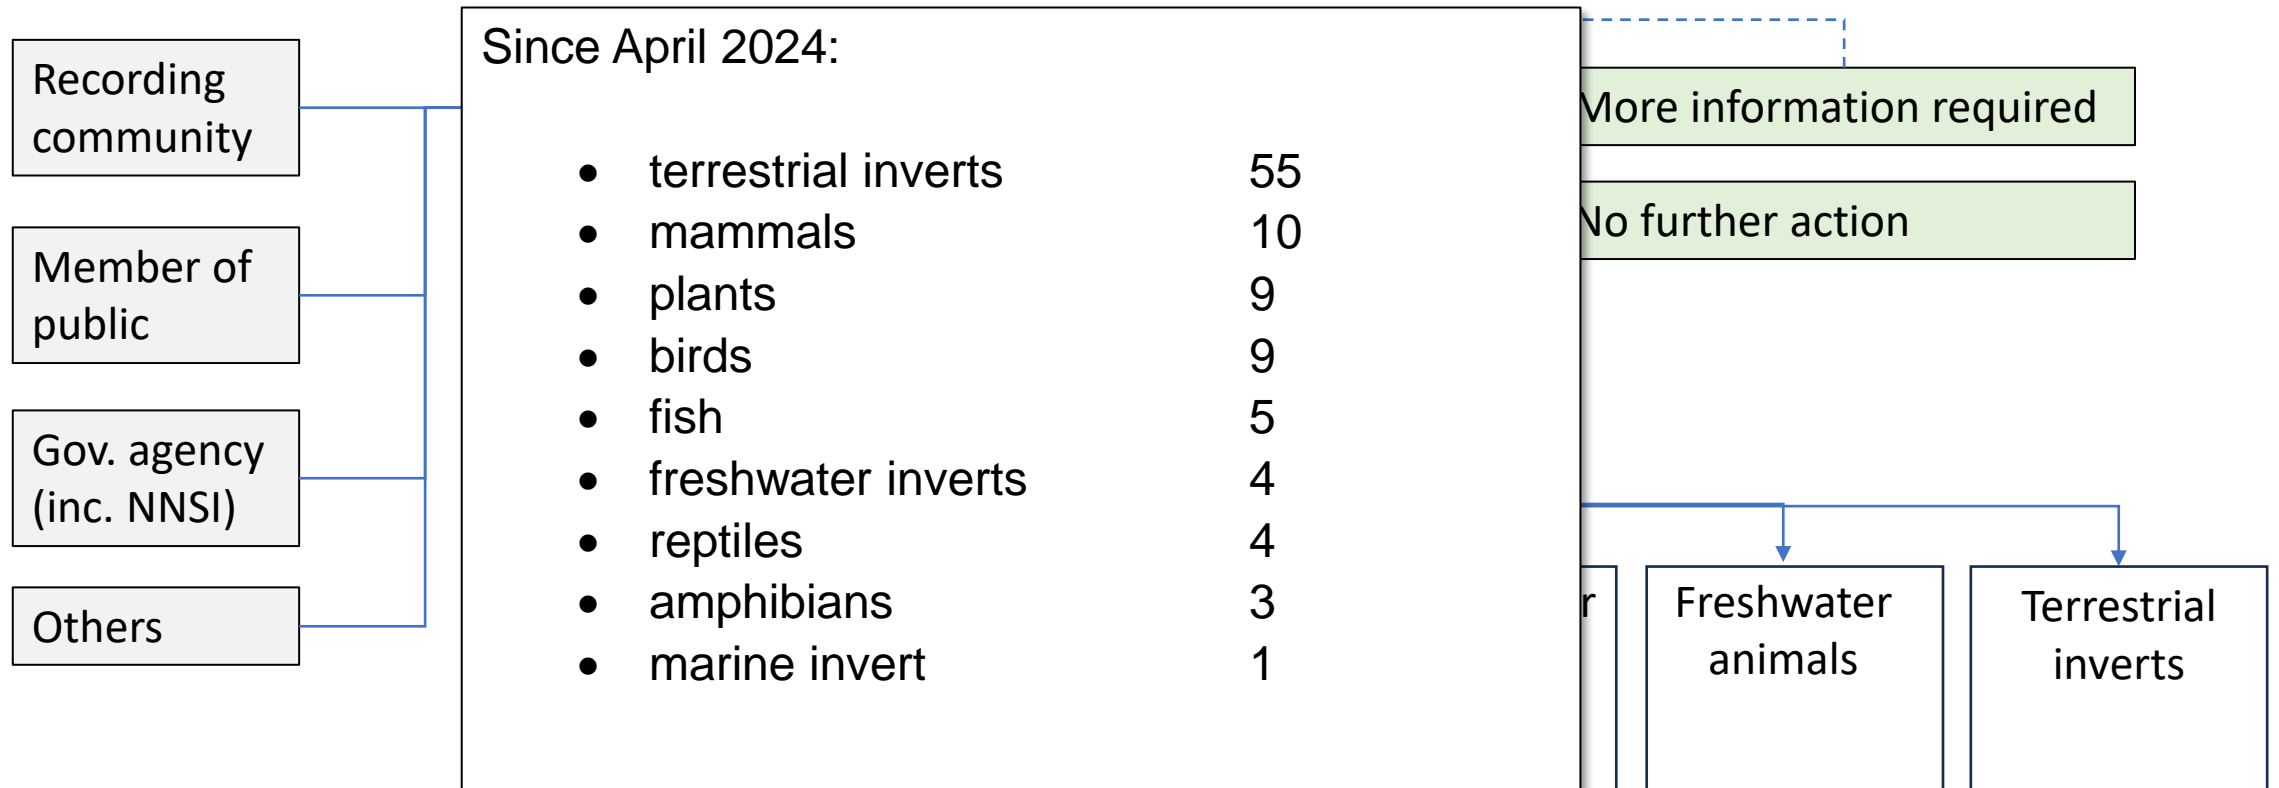 Recording
community
Member of
public
Gov. agency
(inc. NNSI)
Others
Since April 2024:
• terrestrial inverts 55
• mammals 10
• plants 9
• birds 9
• fish 5
• freshwater inverts 4
• reptiles 4
• amphibians 3
• marine invert 1
More information required
No further action
r
Freshwater
animals
Terrestrial
inverts